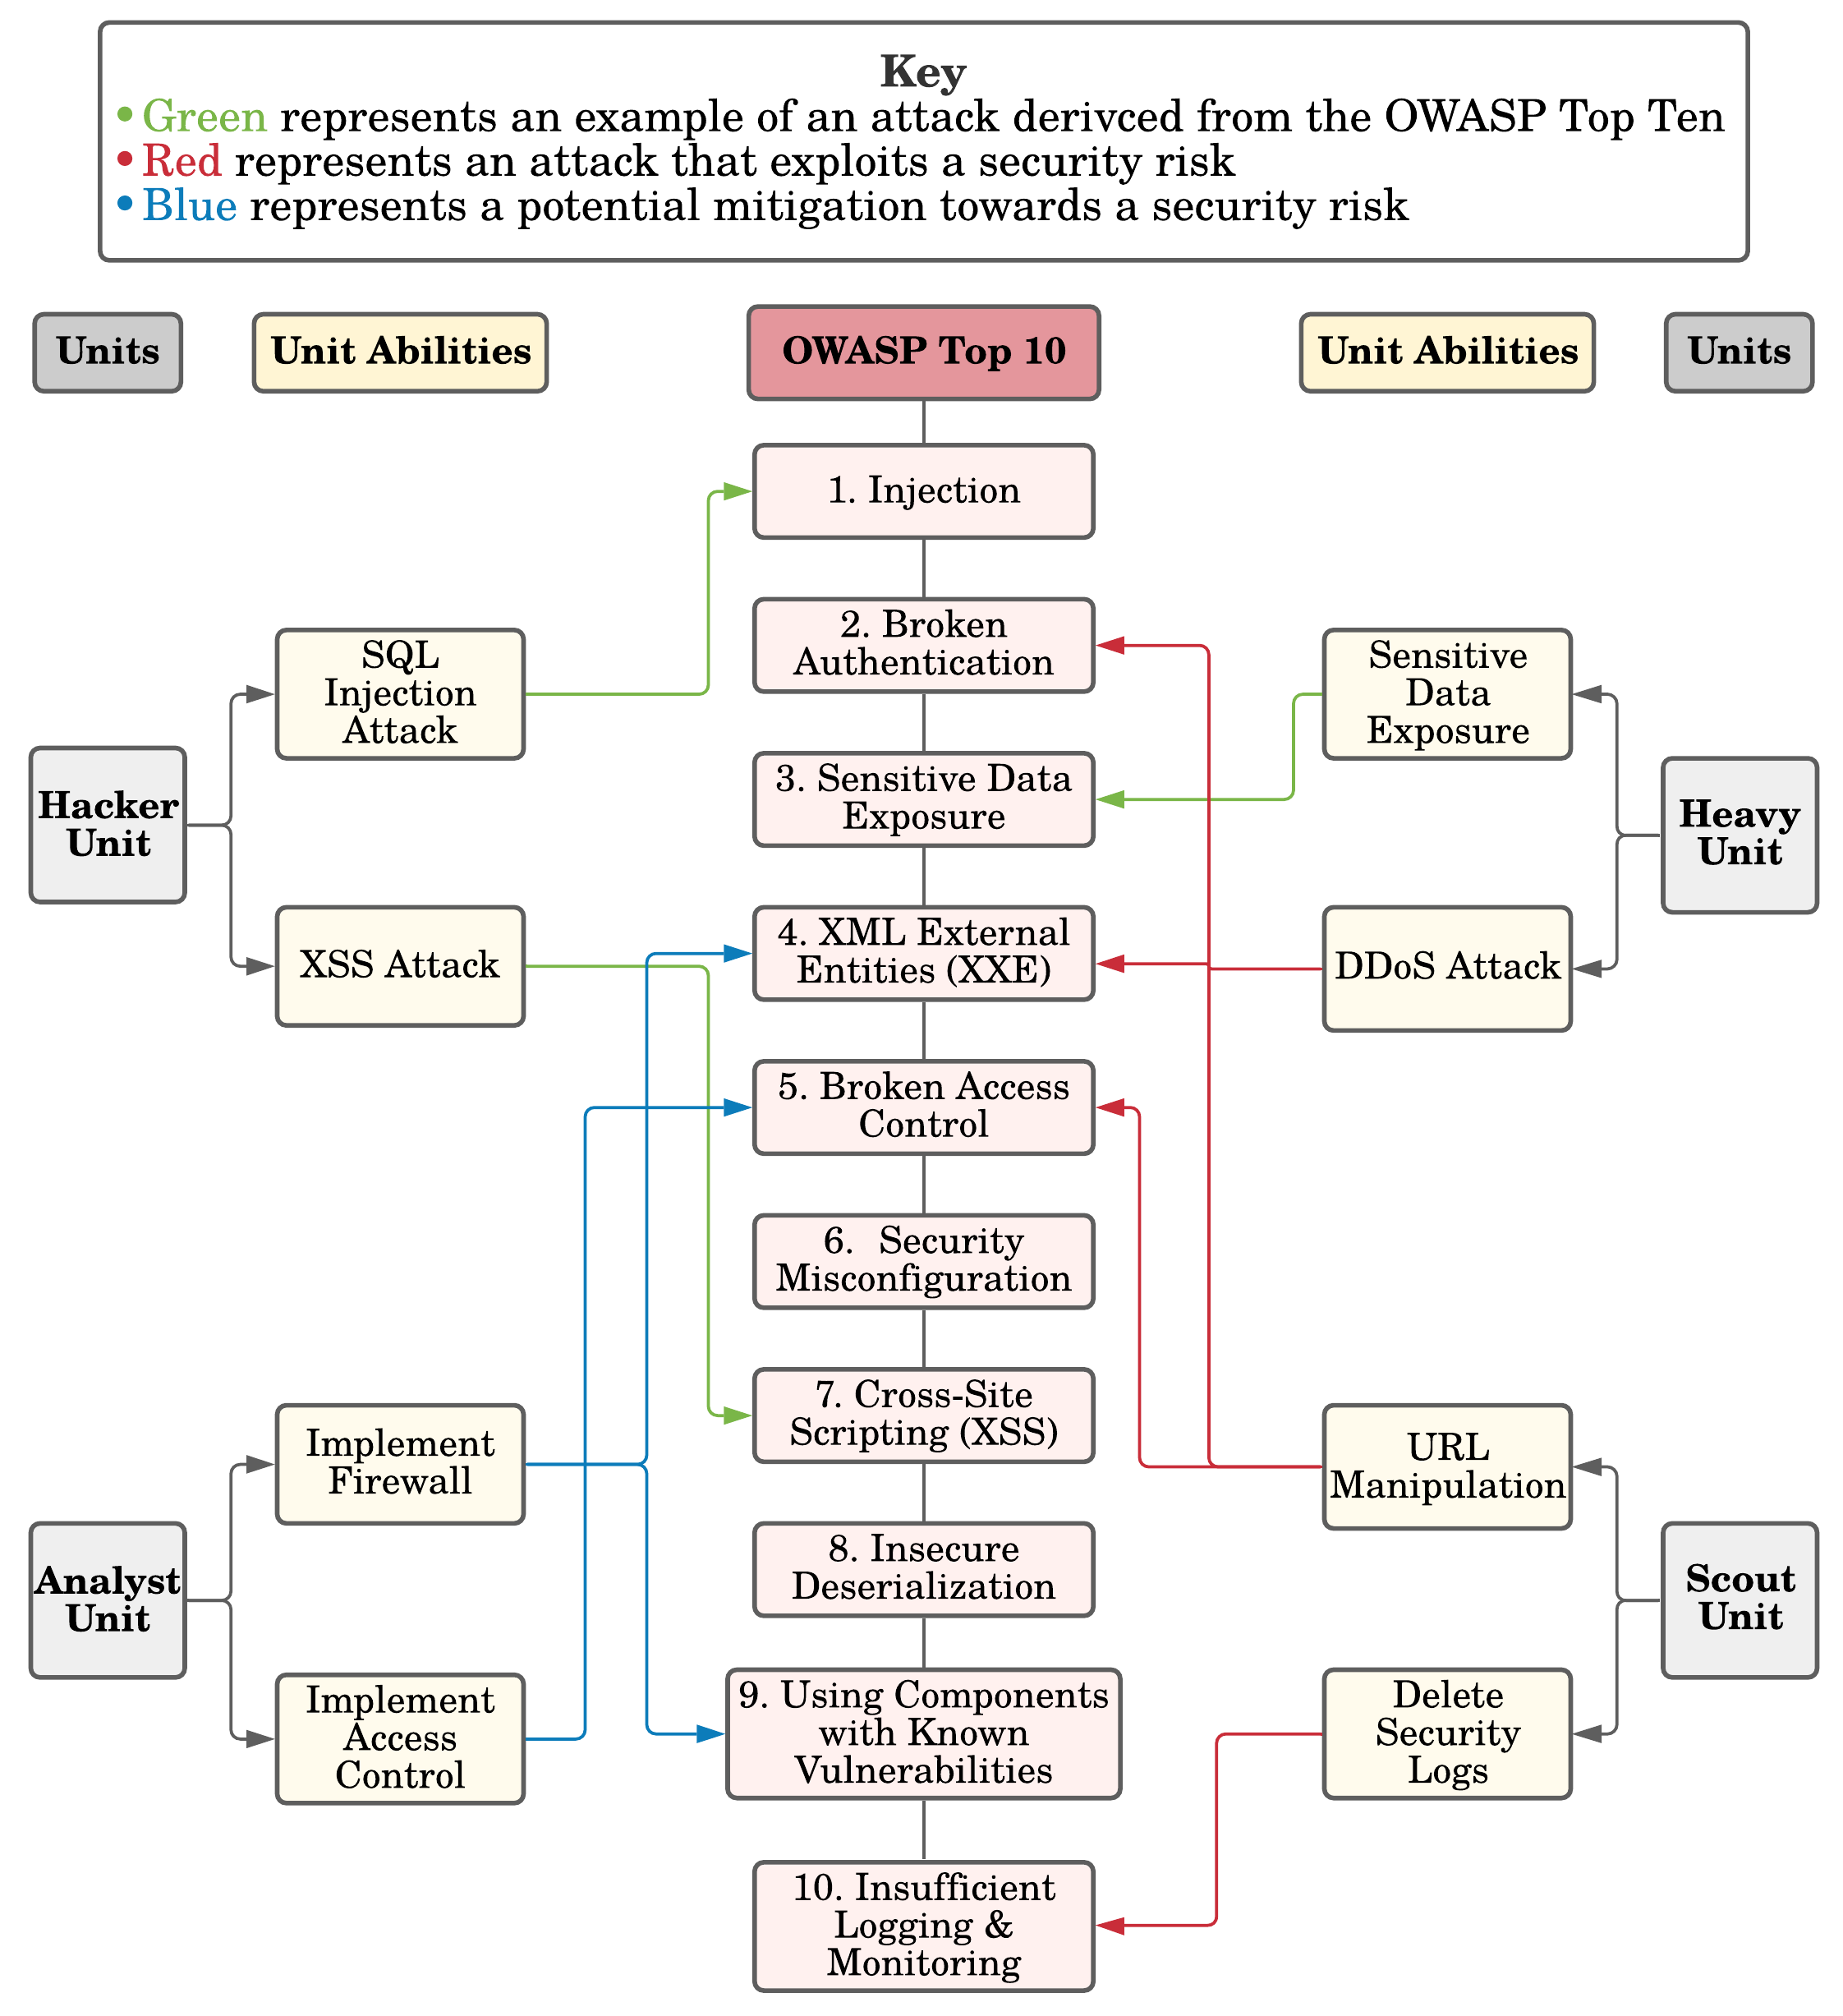 Key
• Green represents an example of an attack derivced from the OWASP Top Ten
• Red represents an attack that exploits a security risk
• Blue represents a potential mitigation towards a security risk
Units
Unit Abilities
OWASP Top 10
Unit Abilities
Units
1. Injection
2. Broken
Authentication
3. Sensitive Data
Exposure
4. XML External
Entities (XXE)
5. Broken Access
Control
6. Security
Misconfiguration
7. Cross-Site
Scripting (XSS)
8. Insecure
Deserialization
9. Using Components
with Known
Vulnerabilities
10. Insufficient
Logging &
Monitoring
Hacker
Unit
SQL
Injection
Attack
XSS Attack
Analyst
Unit
Implement
Firewall
Implement
Access
Control
Sensitive
Data
Exposure
DDoS Attack
Heavy
Unit
URL
Manipulation
Delete
Security
Logs
Scout
Unit